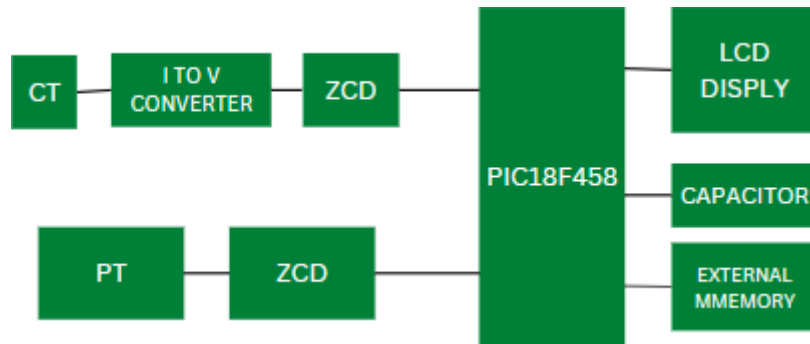 CT
I TO V
CONVERTER
ZCD
PIC18F458
LCD
DISPLY
CAPACITOR
PT
ZCD
EXTERNAL
MMEMORY